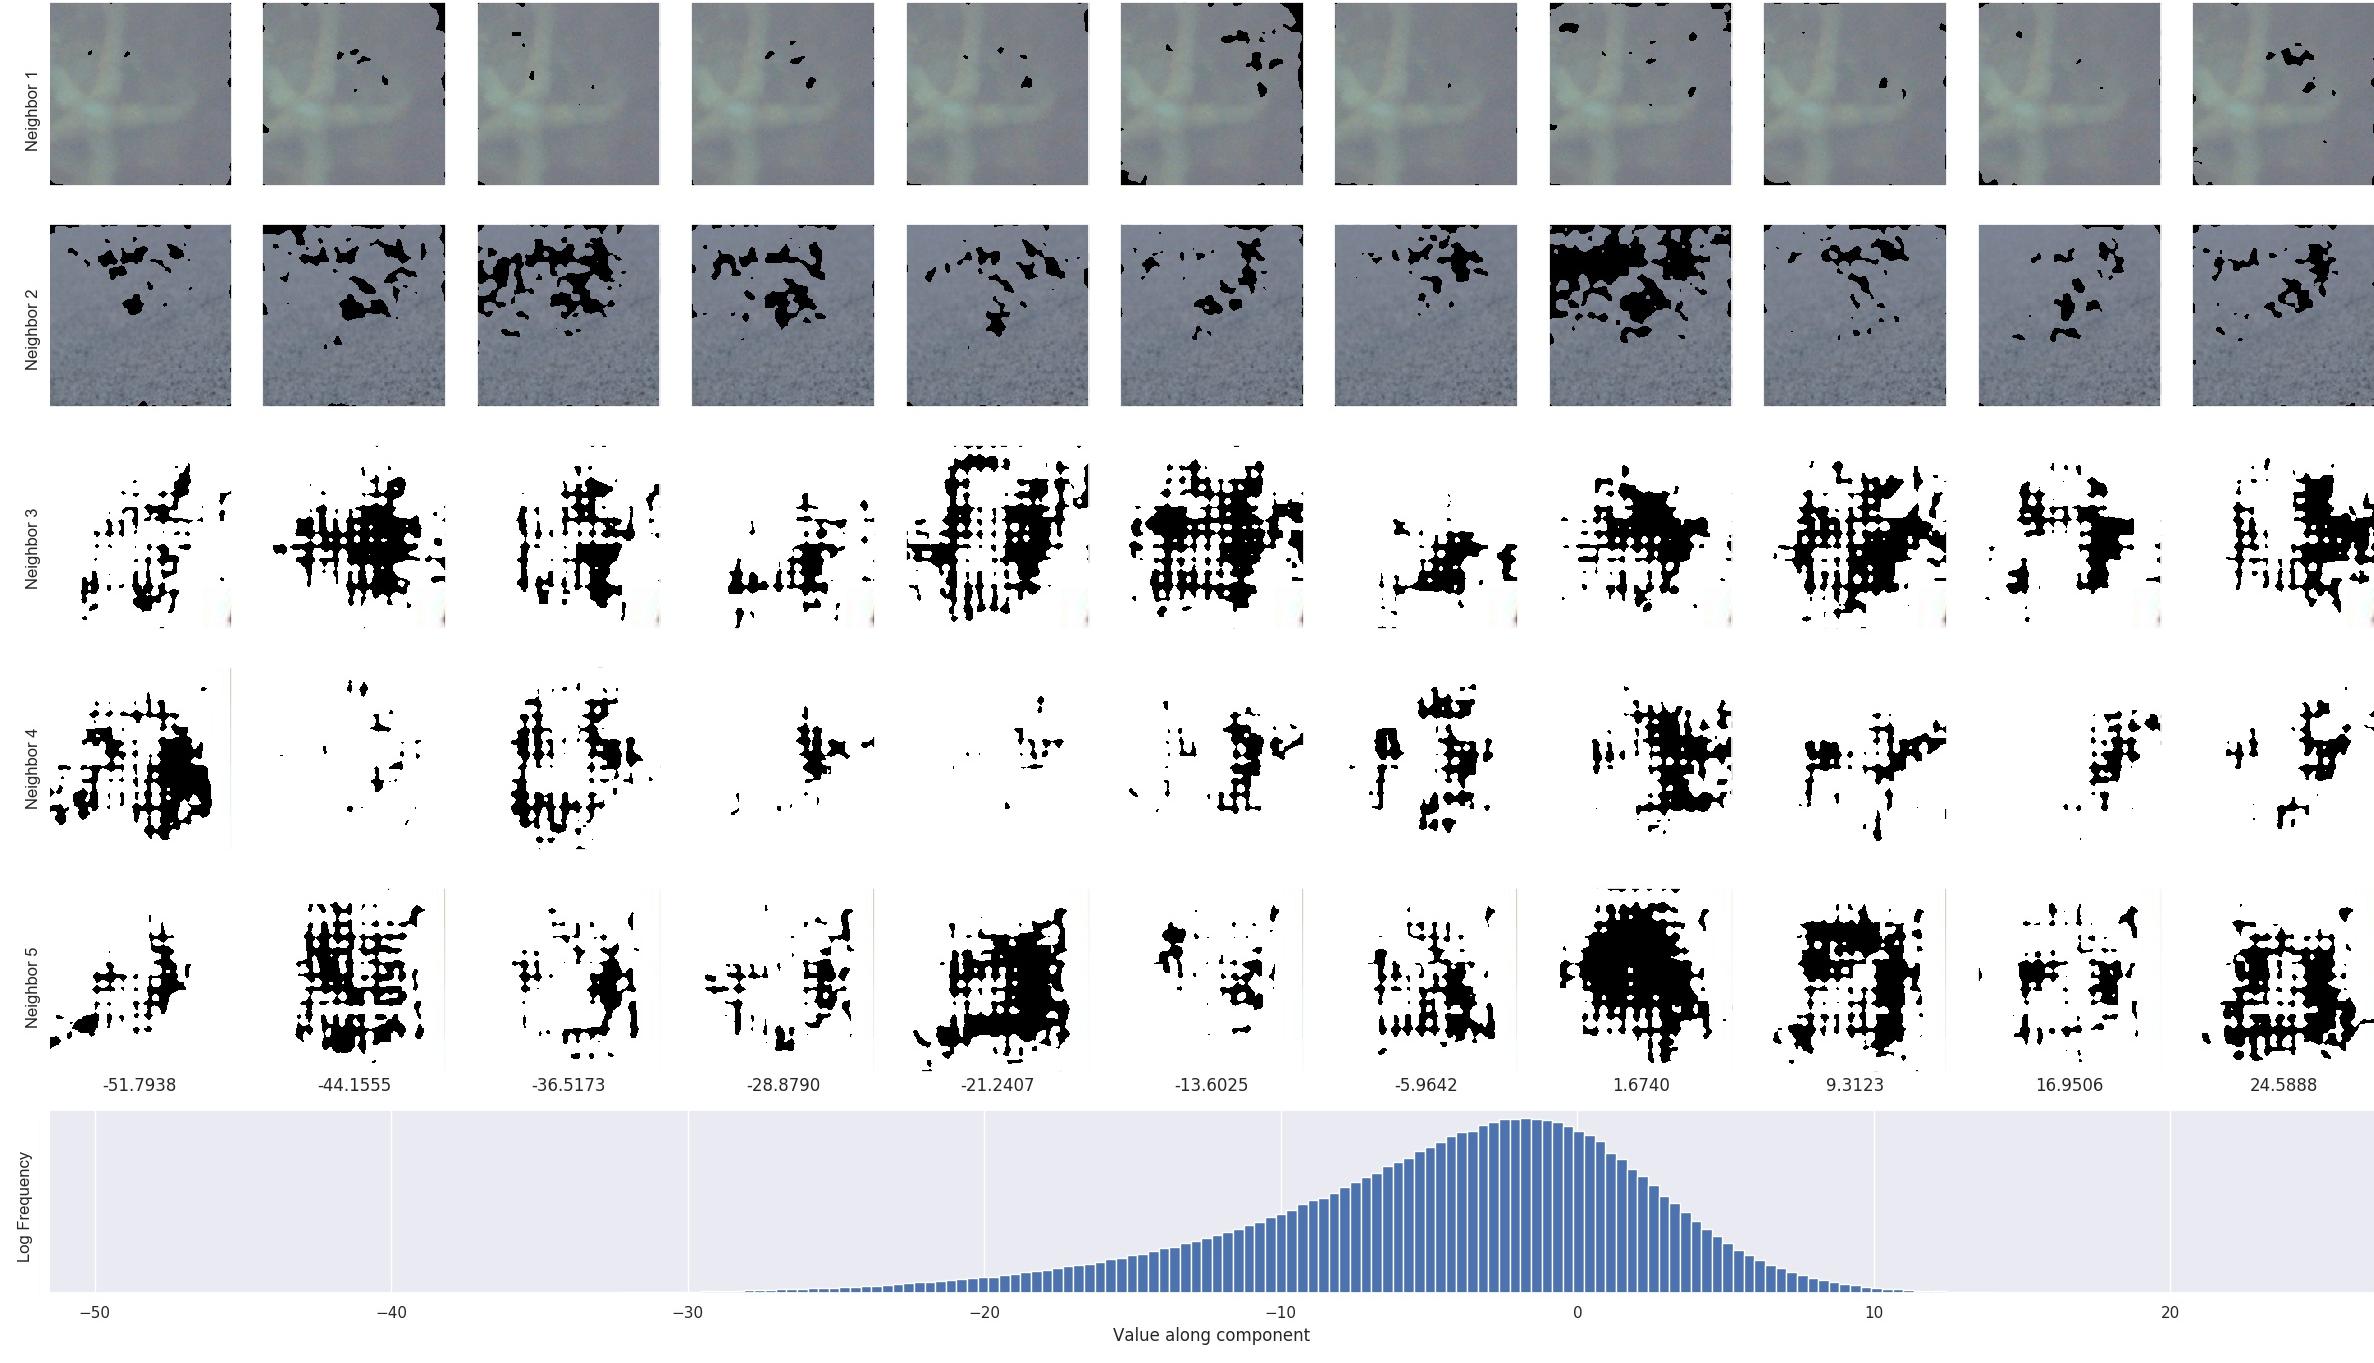 Neighbor 1
Neighbor 2
Neighbor 3
Neighbor 4
Neighbor 5
-51.7938 -44.1555 -36.5173 -28.8790 -21.2407 -13.6025 -5.9642 1.6740 9.3123 16.9506 24.5888
Log Frequency
−50 −40 −30 −20 −10 0 10 20
Value along component